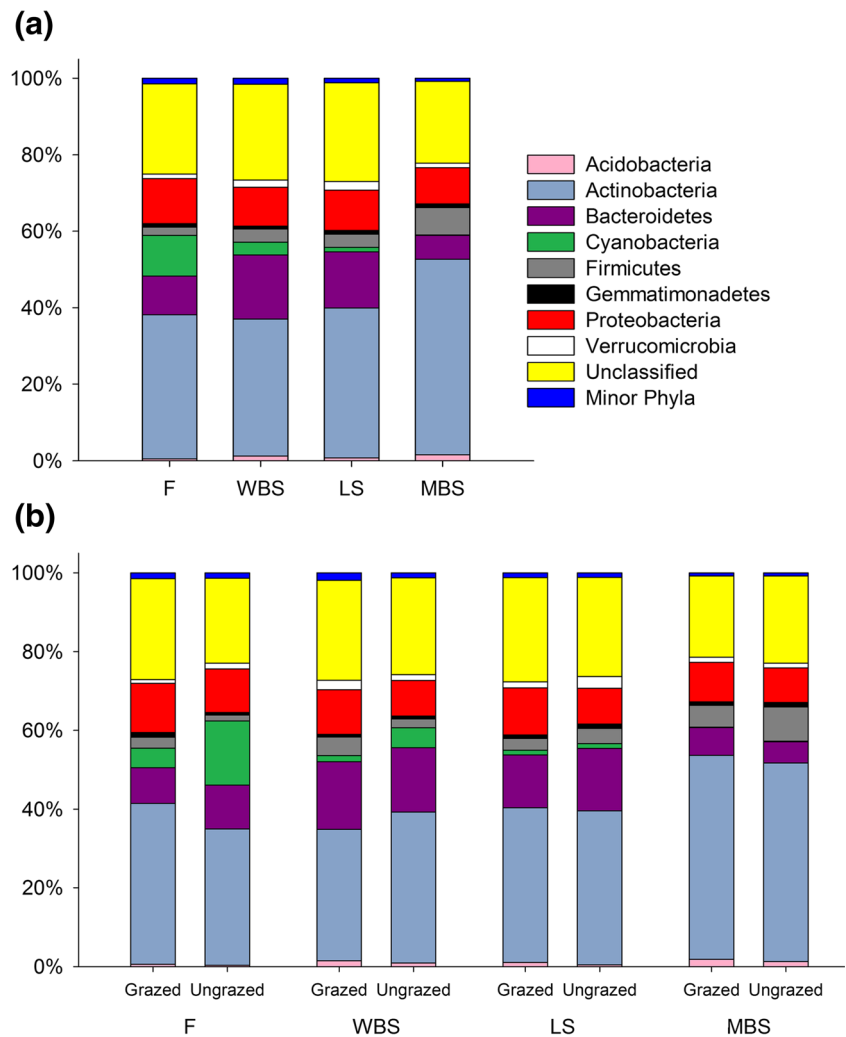 (a)
100%
80%
60%
40%
20%
0%
F WBS LS MBS
Acidobacteria
Actinobacteria
Bacteroidetes
Cyanobacteria
Firmicutes
Gemmatimonadetes
Proteobacteria
Verrucomicrobia
Unclassified
Minor Phyla
(b)
100%
80%
60%
40%
20%
0%
Grazed Ungrazed Grazed Ungrazed Grazed Ungrazed Grazed Ungrazed
F WBS LS MBS